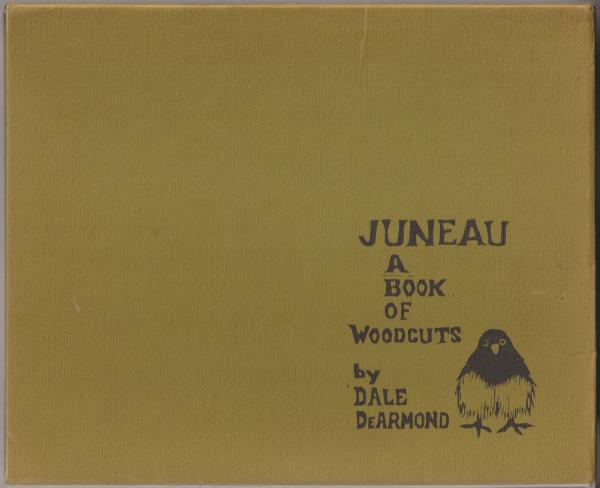 JUNEAU
A
BOOK
OF
WOODCUTS
by
DALE
DeARMOND